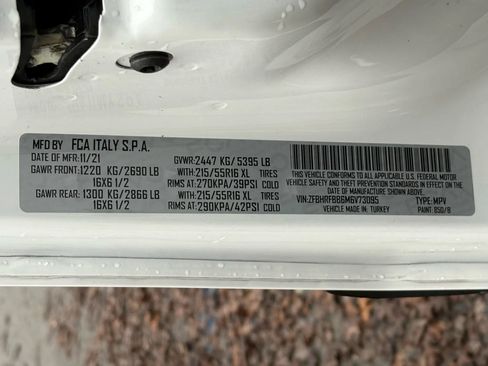 MFD BY FCA ITALY S.P.A.
DATE OF MFR:11/21 GVWR:2447 KG/ 5395 LB
GAWR FRONT:1220 KG/2690 LB WITH:215/55R16 XL TIRES
16X6 1/2 RIMS AT:270KPA/39PSI COLD
GAWR REAR:1300 KG/2866 LB WITH:215/55R16 XL TIRES
16X6 1/2 RIMS AT:290KPA/42PSI COLD
THIS VEHICLE CONFORMS TO ALL APPLICABLE FEDERAL MOTOR
VEHICLE SAFETY STANDARDS IN EFFECT ON THE
DATE OF MANUFACTURE SHOWN ABOVE.
VIN:ZFBHRFBB6M6V73095 TYPE: MPV
VEHICLE MADE IN: TURKEY PAINT: 850/B